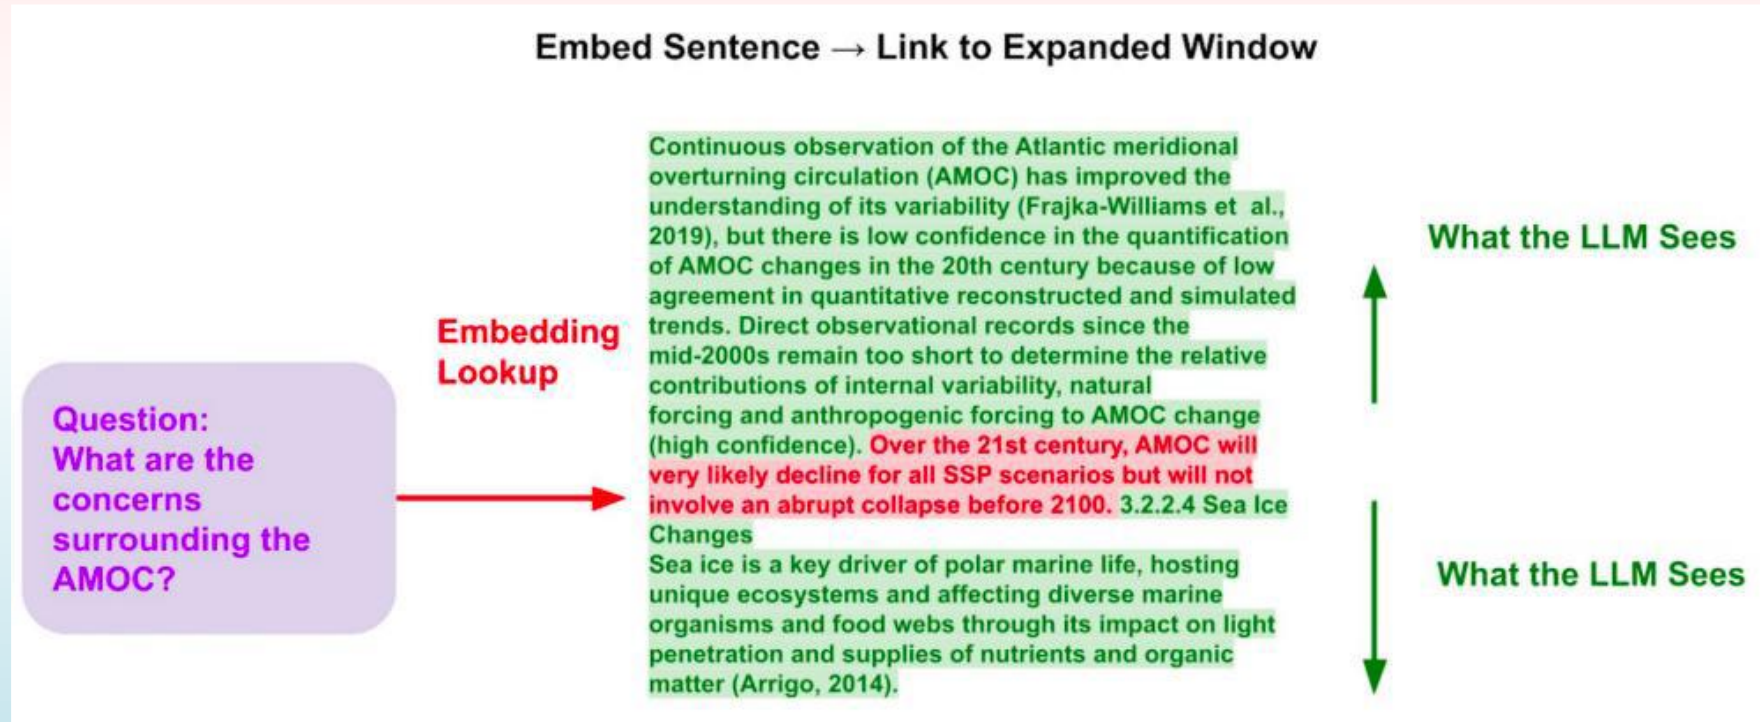 Embed Sentence → Link to Expanded Window
Continuous observation of the Atlantic meridional
overturning circulation (AMOC) has improved the
understanding of its variability (Frajka-Williams et al.,
2019), but there is low confidence in the quantification
of AMOC changes in the 20th century because of low
agreement in quantitative reconstructed and simulated
trends. Direct observational records since the
mid-2000s remain too short to determine the relative
contributions of internal variability, natural
forcing and anthropogenic forcing to AMOC change
(high confidence). Over the 21st century, AMOC will
very likely decline for all SSP scenarios but will not
involve an abrupt collapse before 2100. 3.2.2.4 Sea Ice
Changes
Sea ice is a key driver of polar marine life, hosting
unique ecosystems and affecting diverse marine
organisms and food webs through its impact on light
penetration and supplies of nutrients and organic
matter (Arrigo, 2014).
Embedding
Lookup
Question:
What are the
concerns
surrounding the
AMOC?
What the LLM Sees
What the LLM Sees